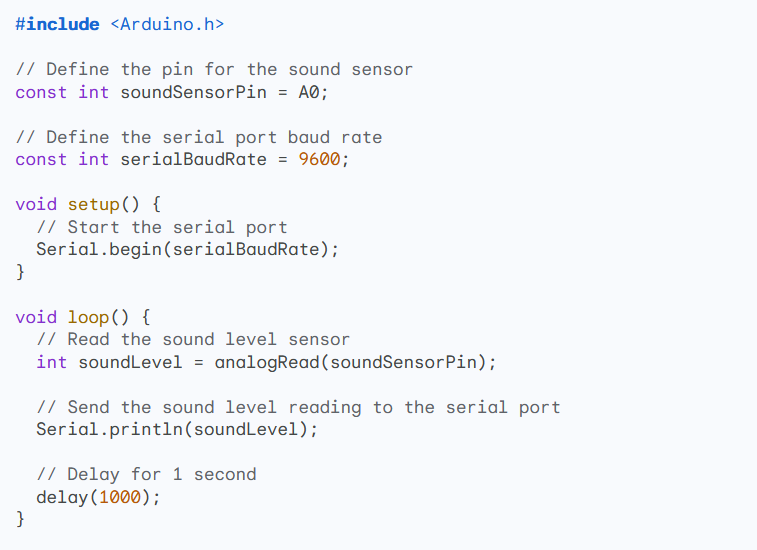 #include <Arduino.h>
// Define the pin for the sound sensor
const int soundSensorPin = A0;
// Define the serial port baud rate
const int serialBaudRate = 9600;
void setup() {
// Start the serial port
Serial.begin(serialBaudRate);
}
void loop() {
// Read the sound level sensor
int soundLevel = analogRead(soundSensorPin);
// Send the sound level reading to the serial port
Serial.println(soundLevel);
// Delay for 1 second
delay(1000);
}